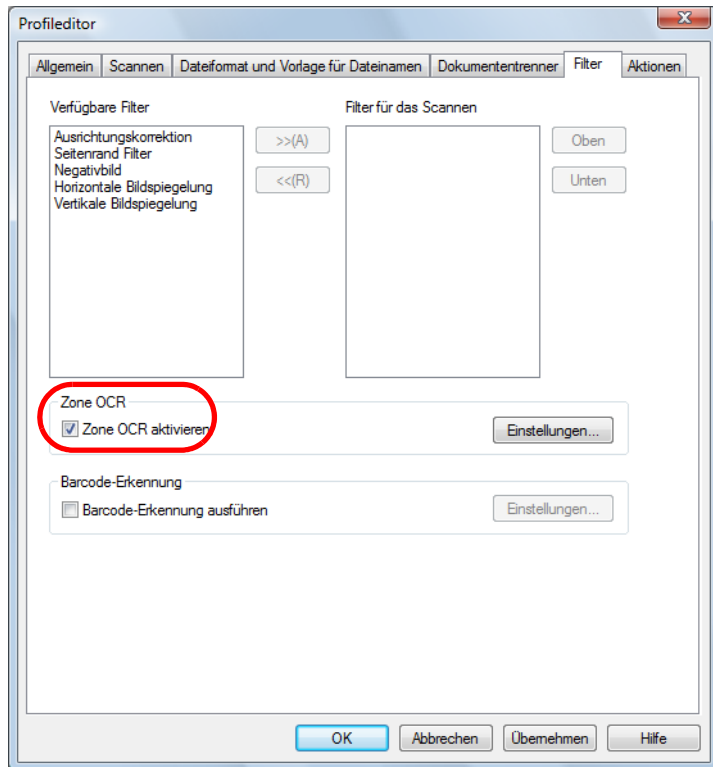 Profileditor
Allgemein Scannen Dateiformat und Vorlage für Dateinamen Dokumententrenner Filter Aktionen
Verfügbare Filter Filter für das Scannen
Ausrichtungskorrektion
Seitenrand Filter
Negativbild
Horizontale Bildspiegelung
Vertikale Bildspiegelung
>>(A)
<<(R)
Oben
Unten
Zone OCR
Zone OCR aktivieren Einstellungen...
Barcode-Erkennung
Barcode-Erkennung ausführen Einstellungen...
OK Abbrechen Übernehmen Hilfe